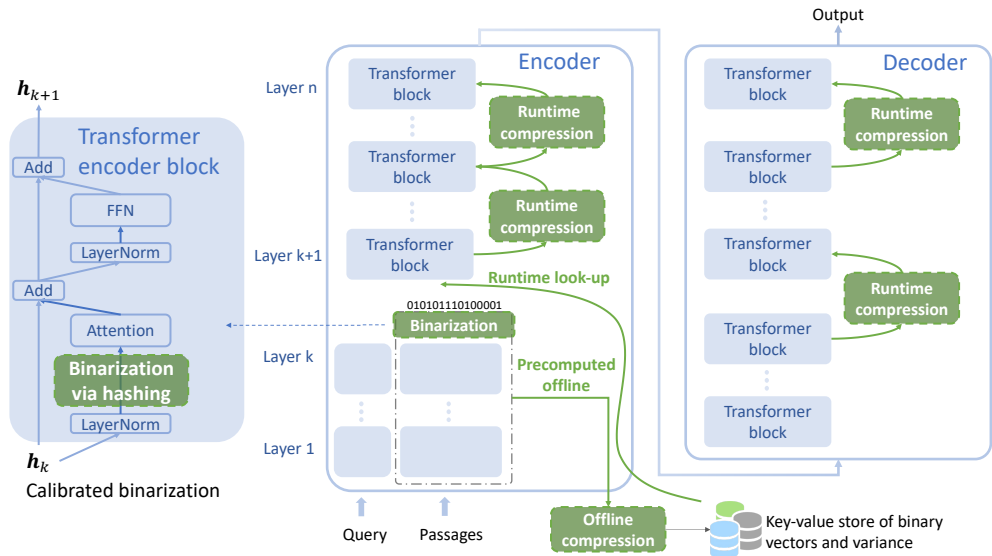 Output
Encoder
Decoder
h_{k+1}
Transformer
encoder block
Add
FFN
LayerNorm
Add
Attention
Binarization
via hashing
LayerNorm
h_k
Calibrated binarization
Layer n
Transformer
block
Runtime
compression
Transformer
block
Runtime
compression
Layer k+1
Transformer
block
Runtime look-up
010101110100001
Binarization
Layer k
Precomputed
offline
Layer 1
Query
Passages
Offline
compression
Key-value store of binary
vectors and variance
Transformer
block
Runtime
compression
Transformer
block
Transformer
block
Runtime
compression
Transformer
block
Transformer
block